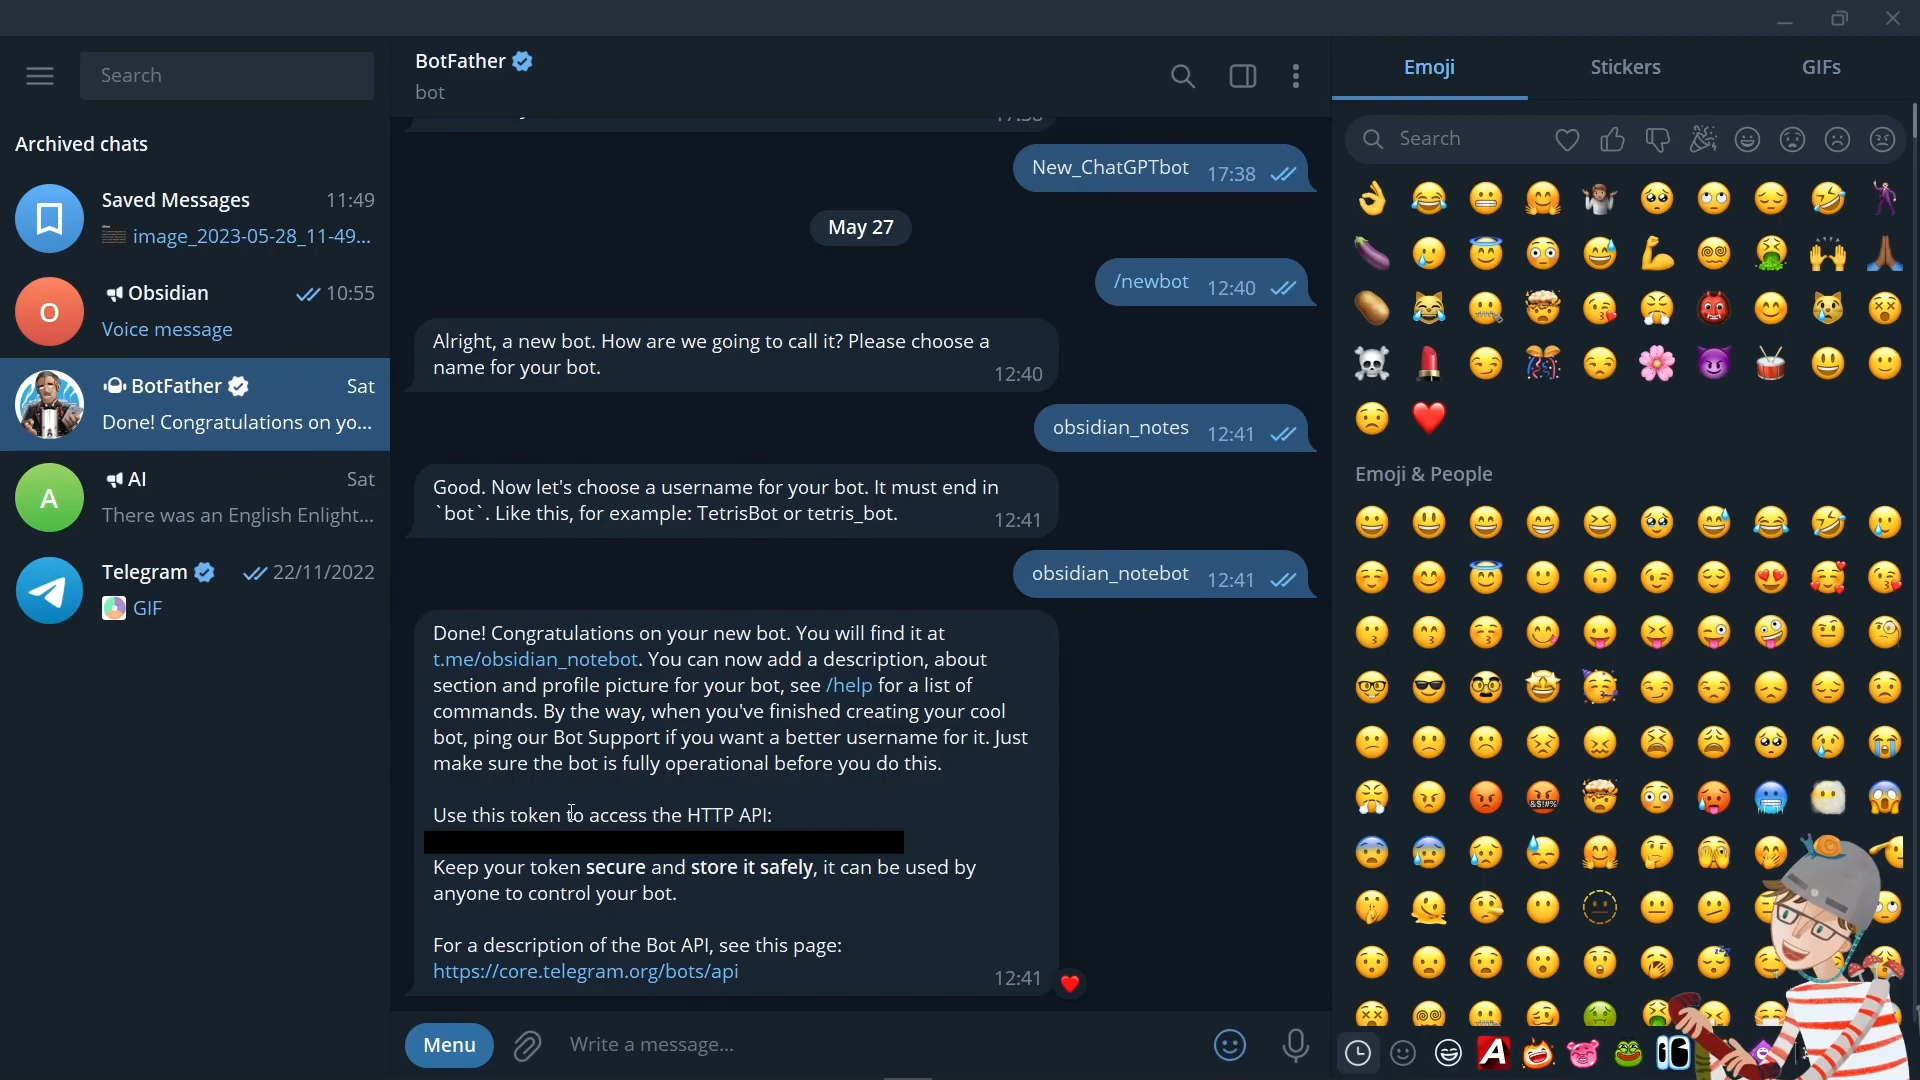 Search
Archived chats
Saved Messages 11:49
image_2023-05-28_11-49...
O
Obsidian 10:55
Voice message
BotFather Sat
Done! Congratulations on yo...
A
AI Sat
There was an English Enlight...
Telegram 22/11/2022
GIF
BotFather
bot
New_ChatGPTbot 17:38
May 27
/newbot 12:40
Alright, a new bot. How are we going to call it? Please choose a
name for your bot.
12:40
obsidian_notes 12:41
Good. Now let's choose a username for your bot. It must end in
`bot`. Like this, for example: TetrisBot or tetris_bot.
12:41
obsidian_notebot 12:41
Done! Congratulations on your new bot. You will find it at
t.me/obsidian_notebot. You can now add a description, about
section and profile picture for your bot, see /help for a list of
commands. By the way, when you've finished creating your cool
bot, ping our Bot Support if you want a better username for it. Just
make sure the bot is fully operational before you do this.
Use this token to access the HTTP API:
Keep your token secure and store it safely, it can be used by
anyone to control your bot.
For a description of the Bot API, see this page:
https://core.telegram.org/bots/api
12:41
Menu
Write a message...
Emoji Stickers GIFs
Search
Emoji & People